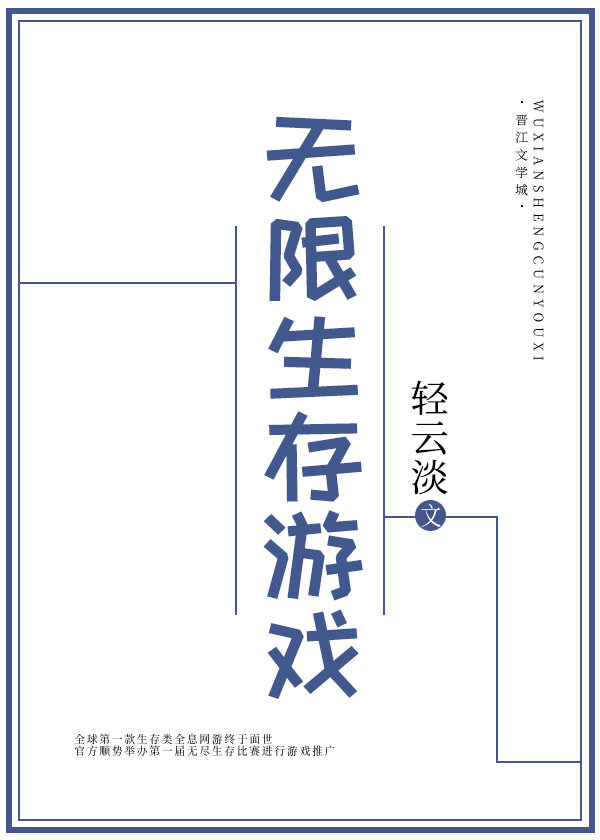 WUXIANSHENGCUNYOUXI
·晋江文学城·
无限生存游戏
轻云淡
文
全球第一款生存类全息网游终于面世
官方顺势举办第一届无尽生存比赛进行游戏推广